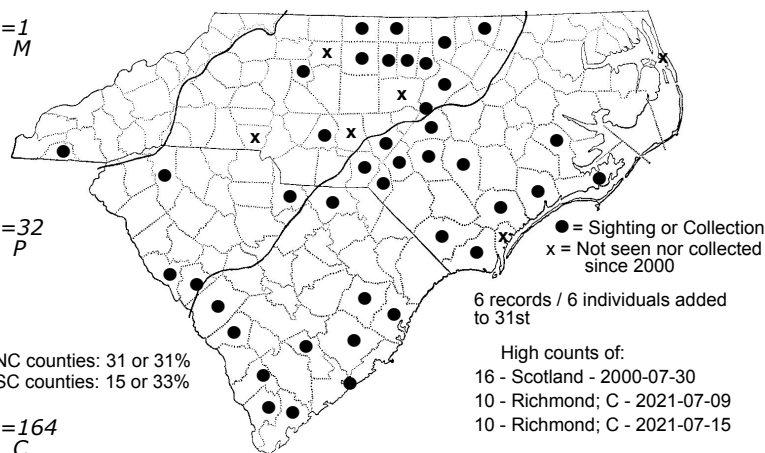 =1
M
=32
P
● = Sighting or Collection
x = Not seen nor collected
since 2000
6 records / 6 individuals added
to 31st
NC counties: 31 or 31%
SC counties: 15 or 33%
High counts of:
16 - Scotland - 2000-07-30
10 - Richmond; C - 2021-07-09
10 - Richmond; C - 2021-07-15
=164
C